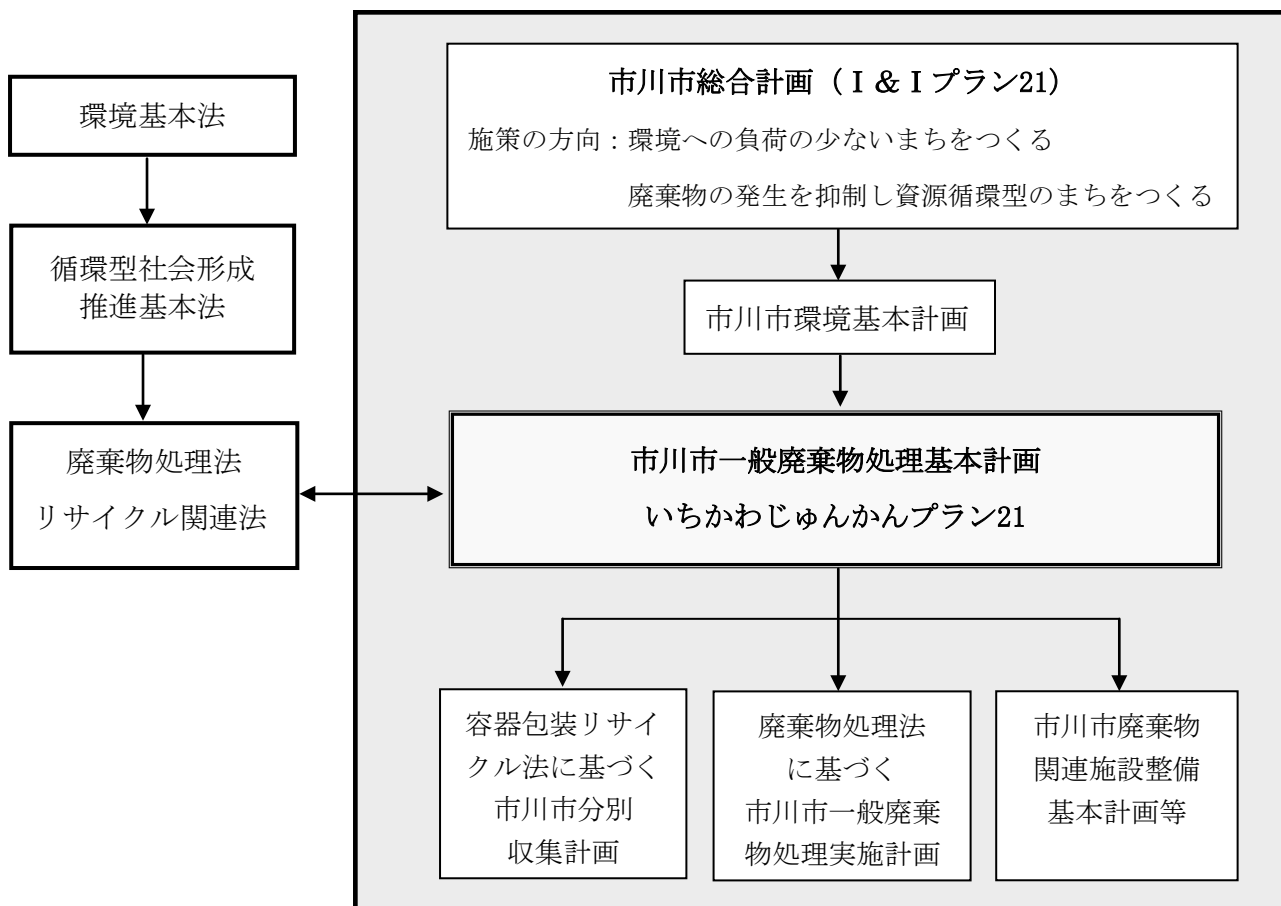 環境基本法
循環型社会形成
推進基本法
廃棄物処理法
リサイクル関連法
市川市総合計画（Ｉ＆Ｉプラン21）
施策の方向：環境への負荷の少ないまちをつくる
廃棄物の発生を抑制し資源循環型のまちをつくる
市川市環境基本計画
市川市一般廃棄物処理基本計画
いちかわじゅんかんプラン21
容器包装リサイ
クル法に基づく
市川市分別
収集計画
廃棄物処理法
に基づく
市川市一般廃棄
物処理実施計画
市川市廃棄物
関連施設整備
基本計画等